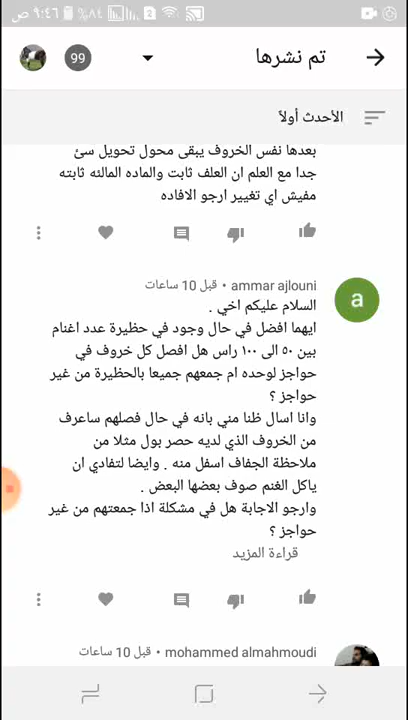 ٩:٤٦ ص ٨٤٪ 2
تم نشرها
99
الأحدث أولاً
بعدها نفس الخروف يبقى محول تحويل سئ
جدا مع العلم ان العلف ثابت والماده المالئه ثابته
مفيش اي تغيير ارجو الافاده
ammar ajlouni • قبل 10 ساعات
a
السلام عليكم اخي .
ايهما افضل في حال وجود في حظيرة عدد اغنام
بين ٥٠ الى ١٠٠ راس هل افصل كل خروف في
حواجز لوحده ام جمعهم جميعا بالحظيرة من غير
حواجز ؟
وانا اسال ظنا مني بانه في حال فصلهم ساعرف
من الخروف الذي لديه حصر بول مثلا من
ملاحظة الجفاف اسفل منه . وايضا لتفادي ان
ياكل الغنم صوف بعضها البعض .
وارجو الاجابة هل في مشكلة اذا جمعتهم من غير
حواجز ؟
قراءة المزيد
mohammed almahmoudi • قبل 10 ساعات